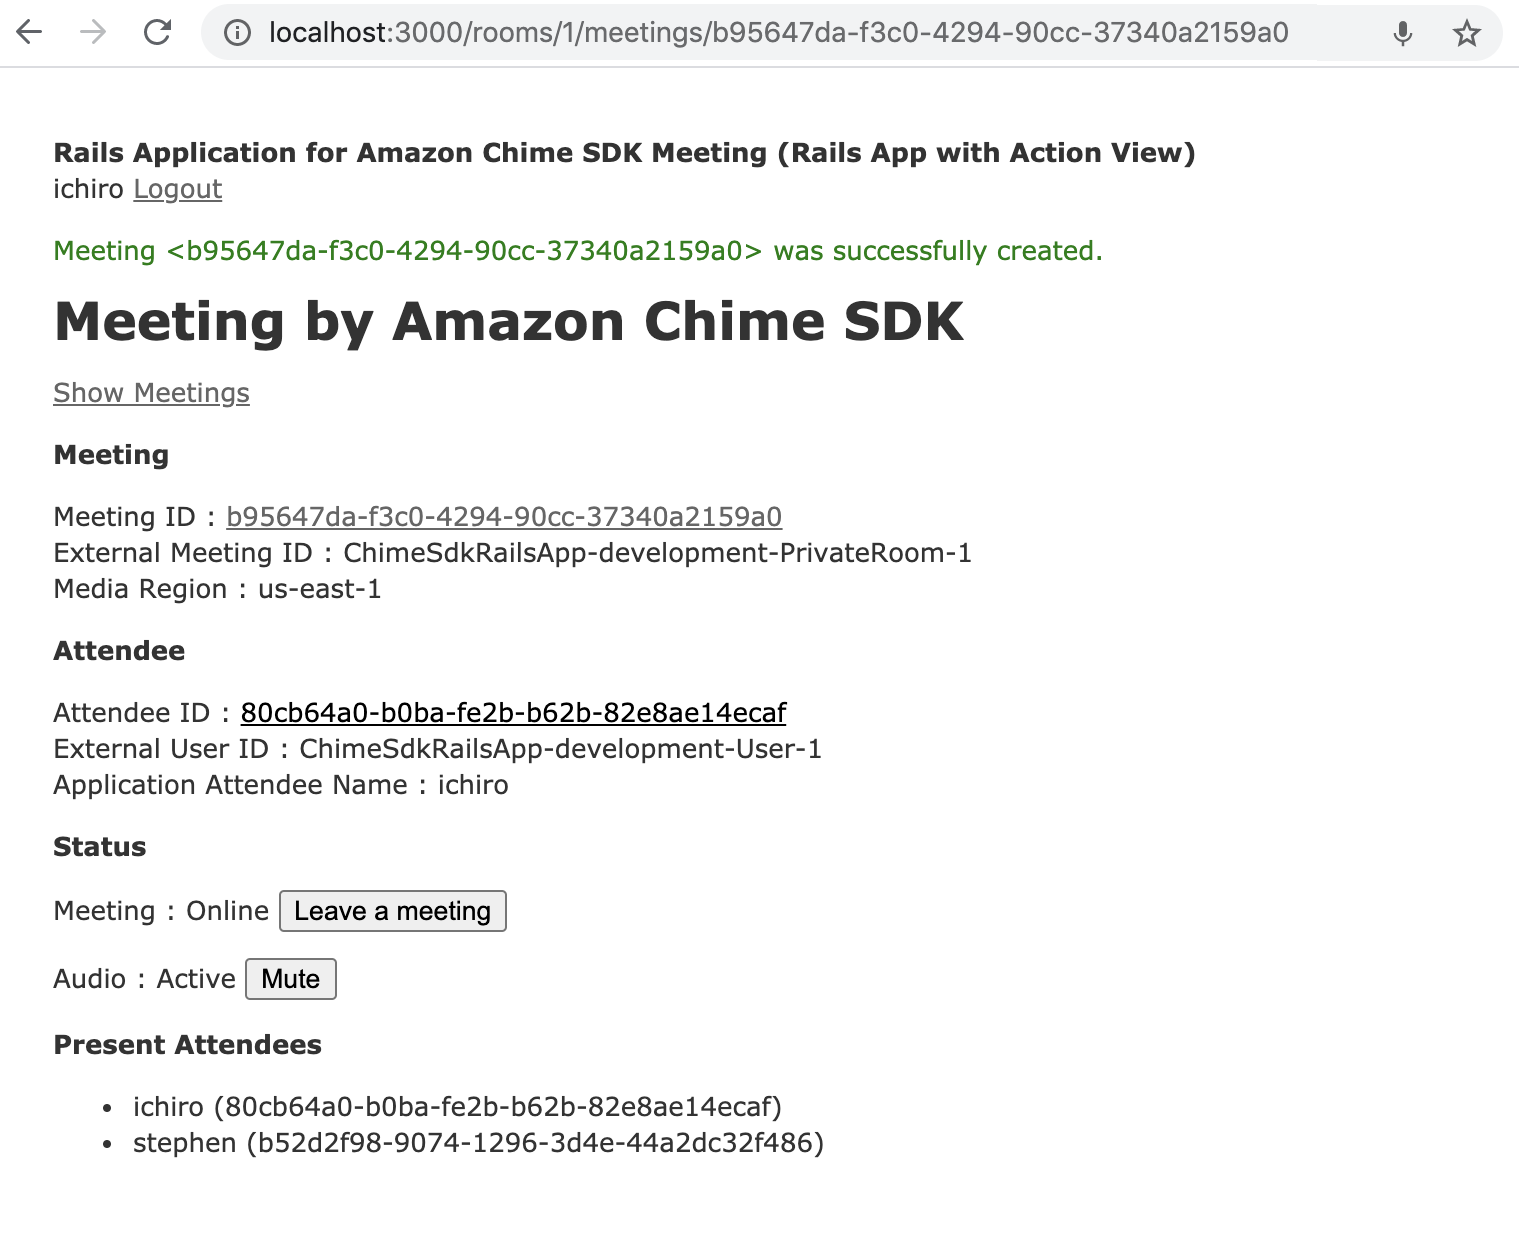 localhost:3000/rooms/1/meetings/b95647da-f3c0-4294-90cc-37340a2159a0
Rails Application for Amazon Chime SDK Meeting (Rails App with Action View)
ichiro Logout
Meeting <b95647da-f3c0-4294-90cc-37340a2159a0> was successfully created.
Meeting by Amazon Chime SDK
Show Meetings
Meeting
Meeting ID : b95647da-f3c0-4294-90cc-37340a2159a0
External Meeting ID : ChimeSdkRailsApp-development-PrivateRoom-1
Media Region : us-east-1
Attendee
Attendee ID : 80cb64a0-b0ba-fe2b-b62b-82e8ae14ecaf
External User ID : ChimeSdkRailsApp-development-User-1
Application Attendee Name : ichiro
Status
Meeting : Online Leave a meeting
Audio : Active Mute
Present Attendees
• ichiro (80cb64a0-b0ba-fe2b-b62b-82e8ae14ecaf)
• stephen (b52d2f98-9074-1296-3d4e-44a2dc32f486)